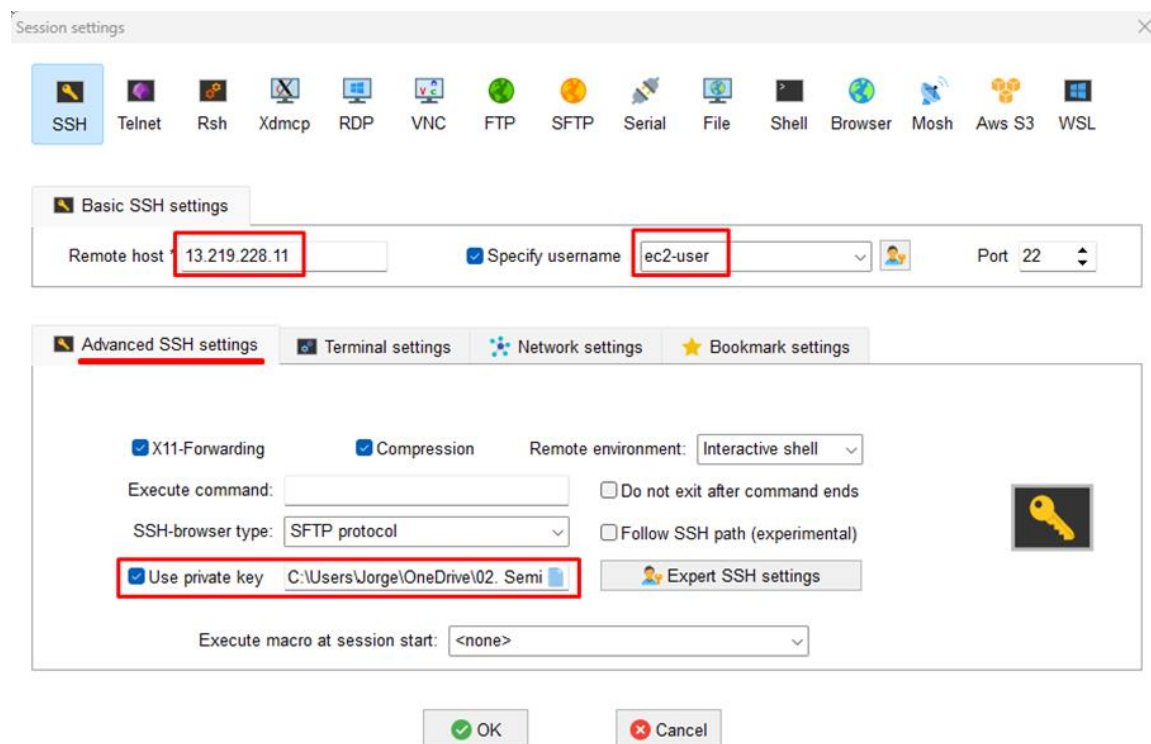 Session settings
SSH Telnet Rsh Xdmcp RDP VNC FTP SFTP Serial File Shell Browser Mosh Aws S3 WSL
Basic SSH settings
Remote host * 13.219.228.11 Specify username ec2-user Port 22
Advanced SSH settings Terminal settings Network settings Bookmark settings
X11-Forwarding Compression Remote environment: Interactive shell
Execute command: Do not exit after command ends
SSH-browser type: SFTP protocol Follow SSH path (experimental)
Use private key C:\Users\Jorge\OneDrive\02. Semi Expert SSH settings
Execute macro at session start: <none>
OK Cancel